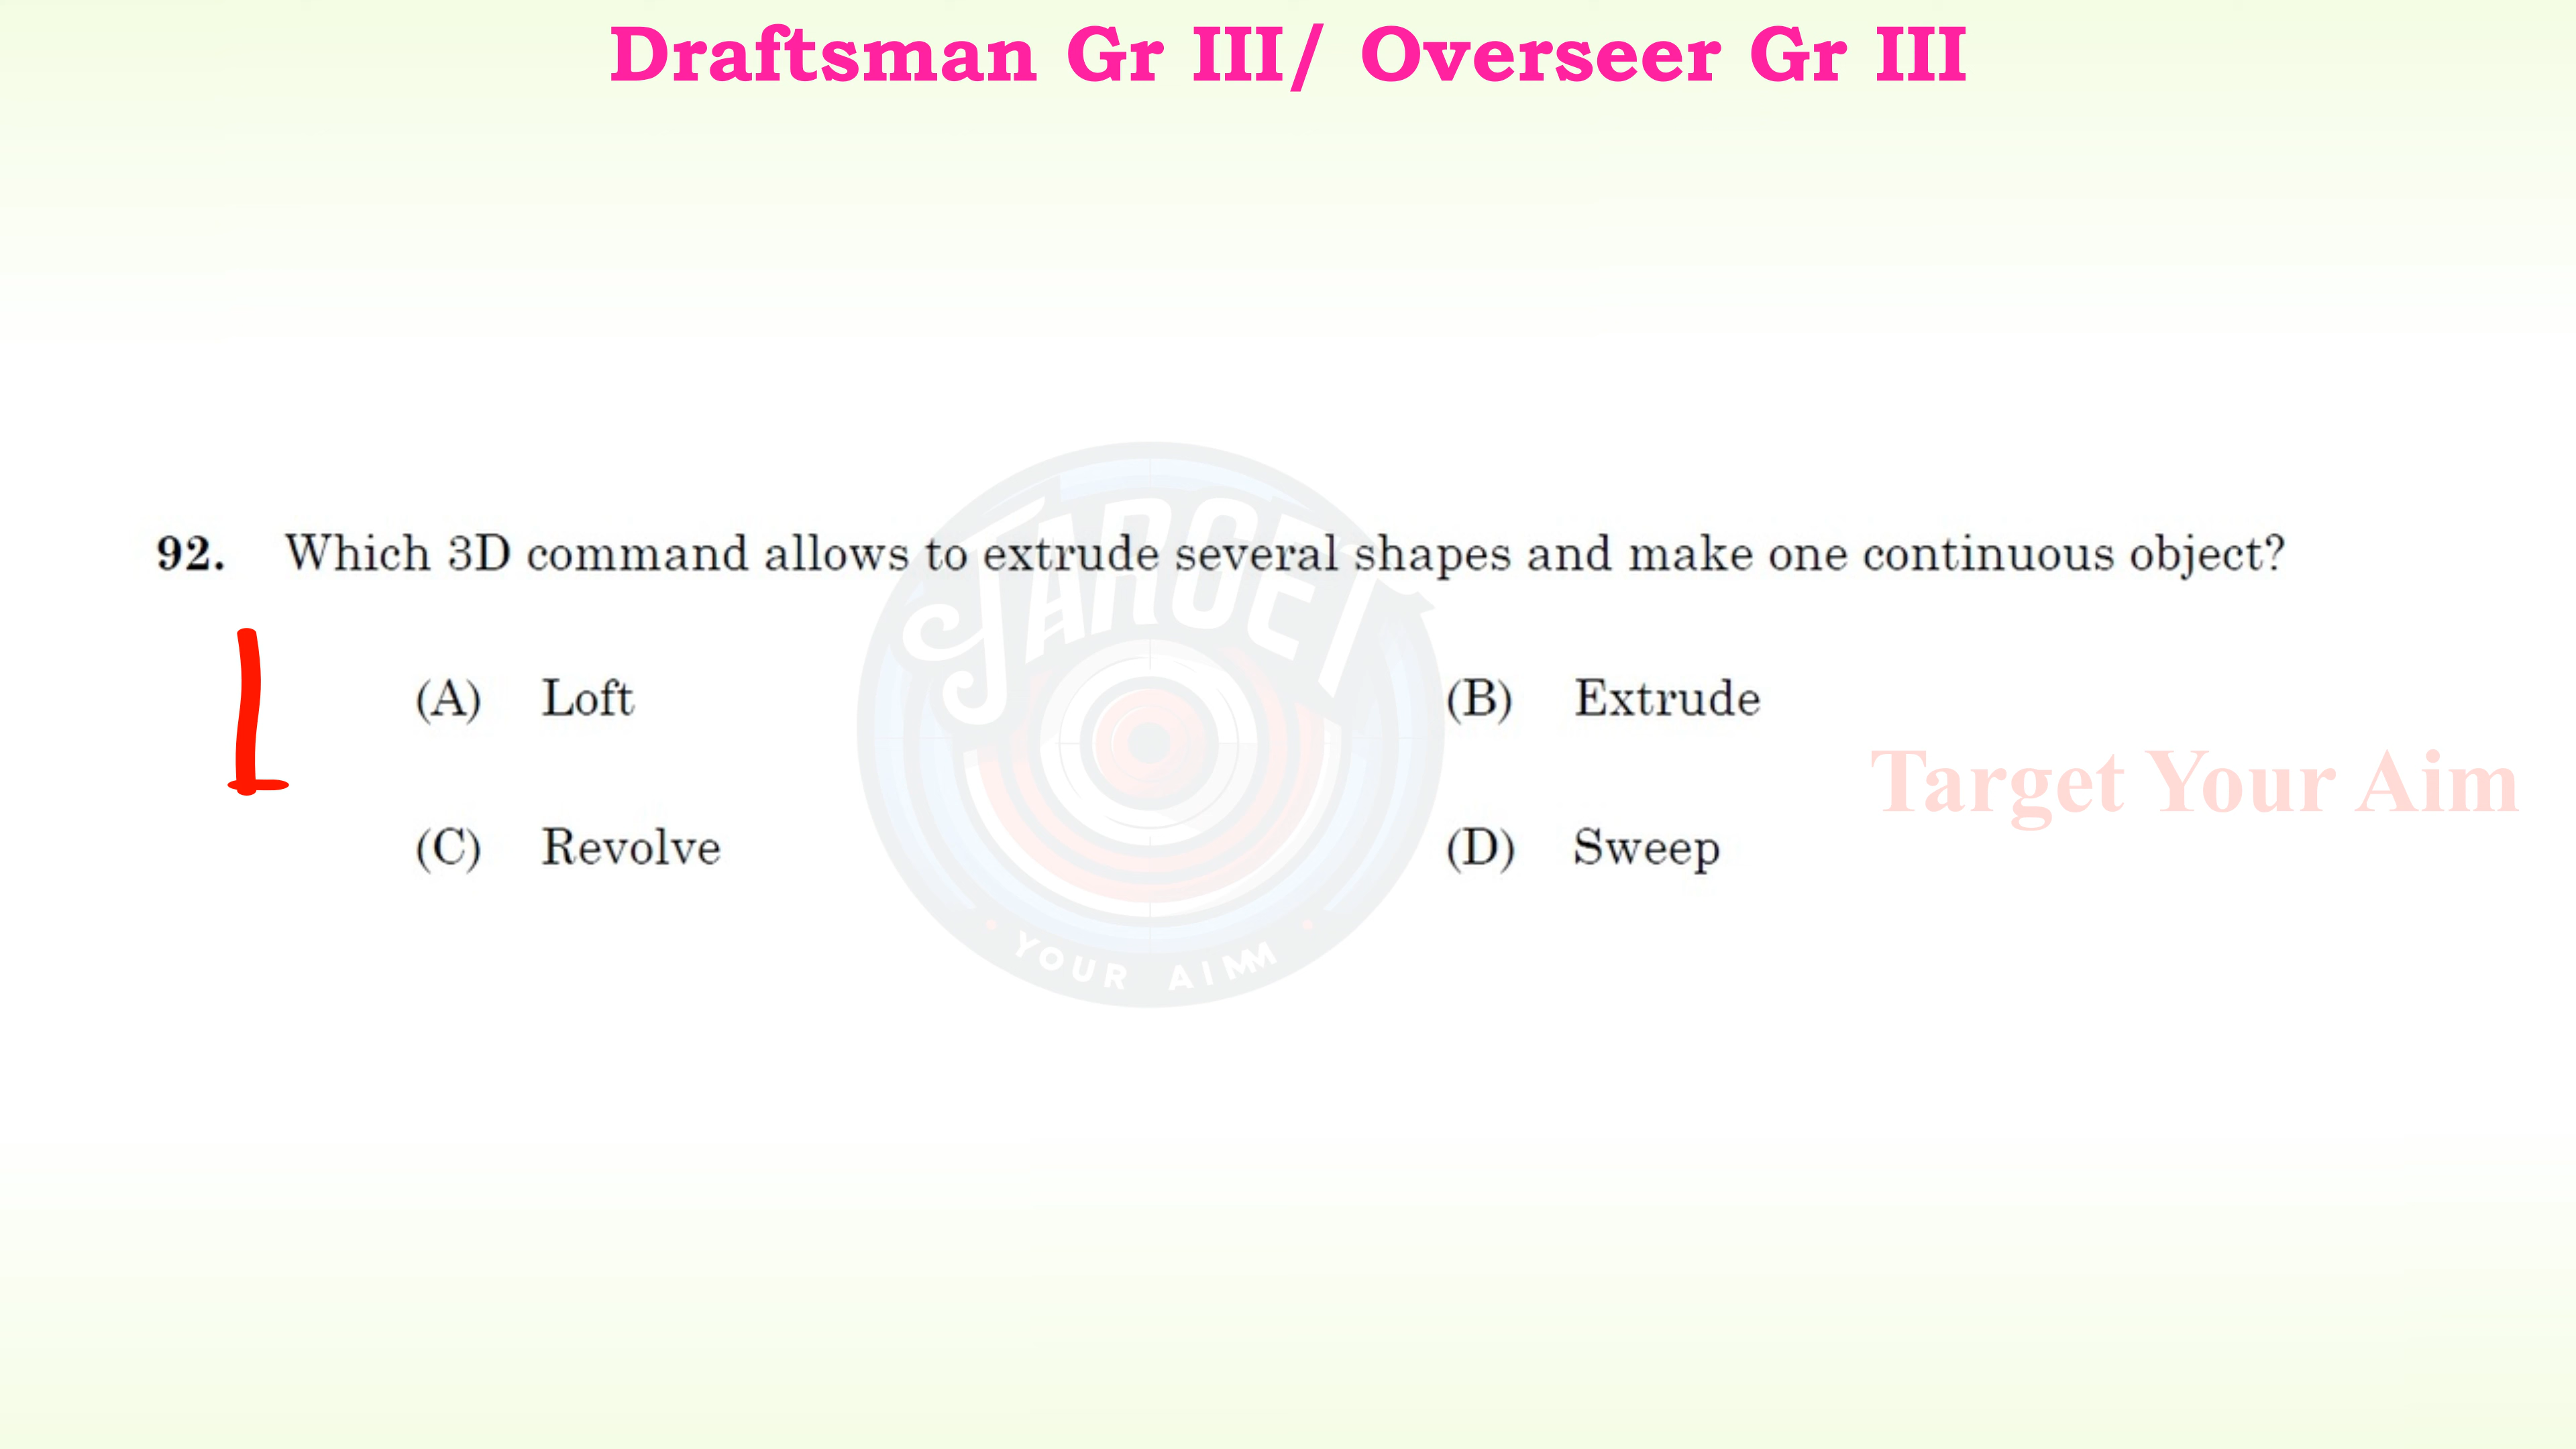 Draftsman Gr III/ Overseer Gr III
92. Which 3D command allows to extrude several shapes and make one continuous object?
(A) Loft (B) Extrude
(C) Revolve (D) Sweep
Target Your Aim
TARGET
YOUR AIMM